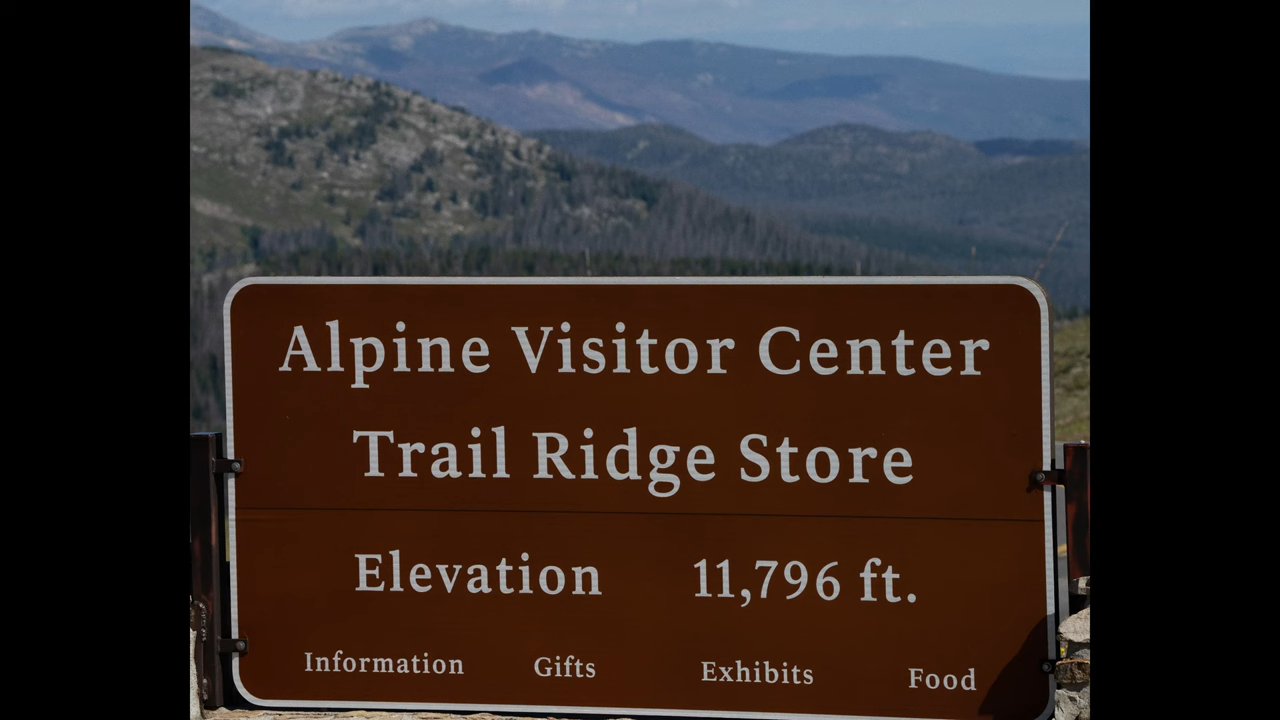 Alpine Visitor Center
Trail Ridge Store
Elevation 11,796 ft.
Information Gifts Exhibits Food